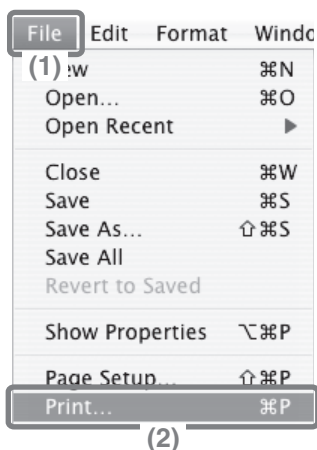 File Edit Format Windo
(1) ew ⌘N
Open... ⌘O
Open Recent ▶
Close ⌘W
Save ⌘S
Save As... ⇧⌘S
Save All
Revert to Saved
Show Properties ⌥⌘P
Page Setup... ⇧⌘P
Print... ⌘P
(2)